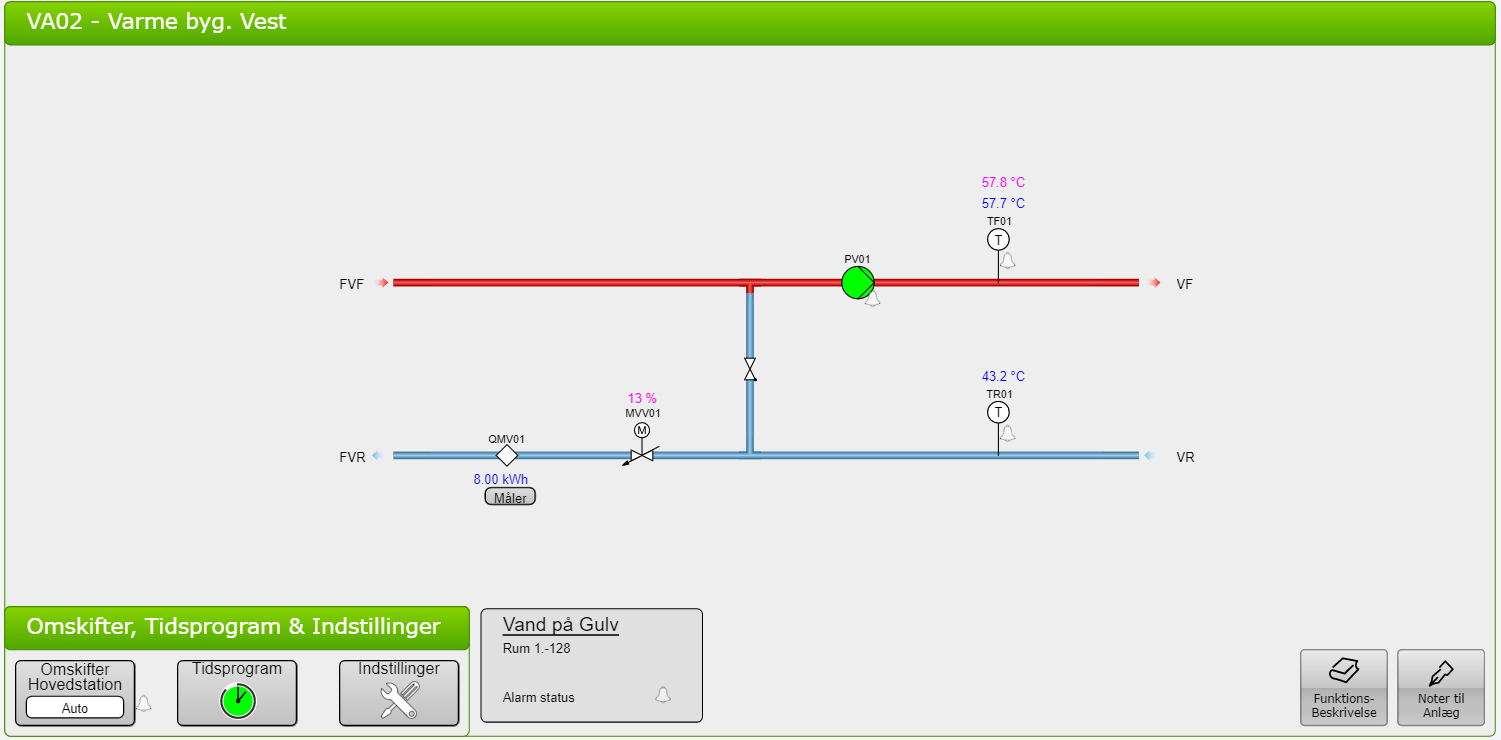 VA02 - Varme byg. Vest
57.8 °C
57.7 °C
TF01
T
PV01
FVF
VF
43.2 °C
TR01
T
13 %
MVV01
M
QMV01
FVR
VR
8.00 kWh
Måler
Omskifter, Tidsprogram & Indstillinger
Omskifter
Hovedstation
Auto
Tidsprogram
Indstillinger
Vand på Gulv
Rum 1.-128
Alarm status
Funktions-
Beskrivelse
Noter til
Anlæg